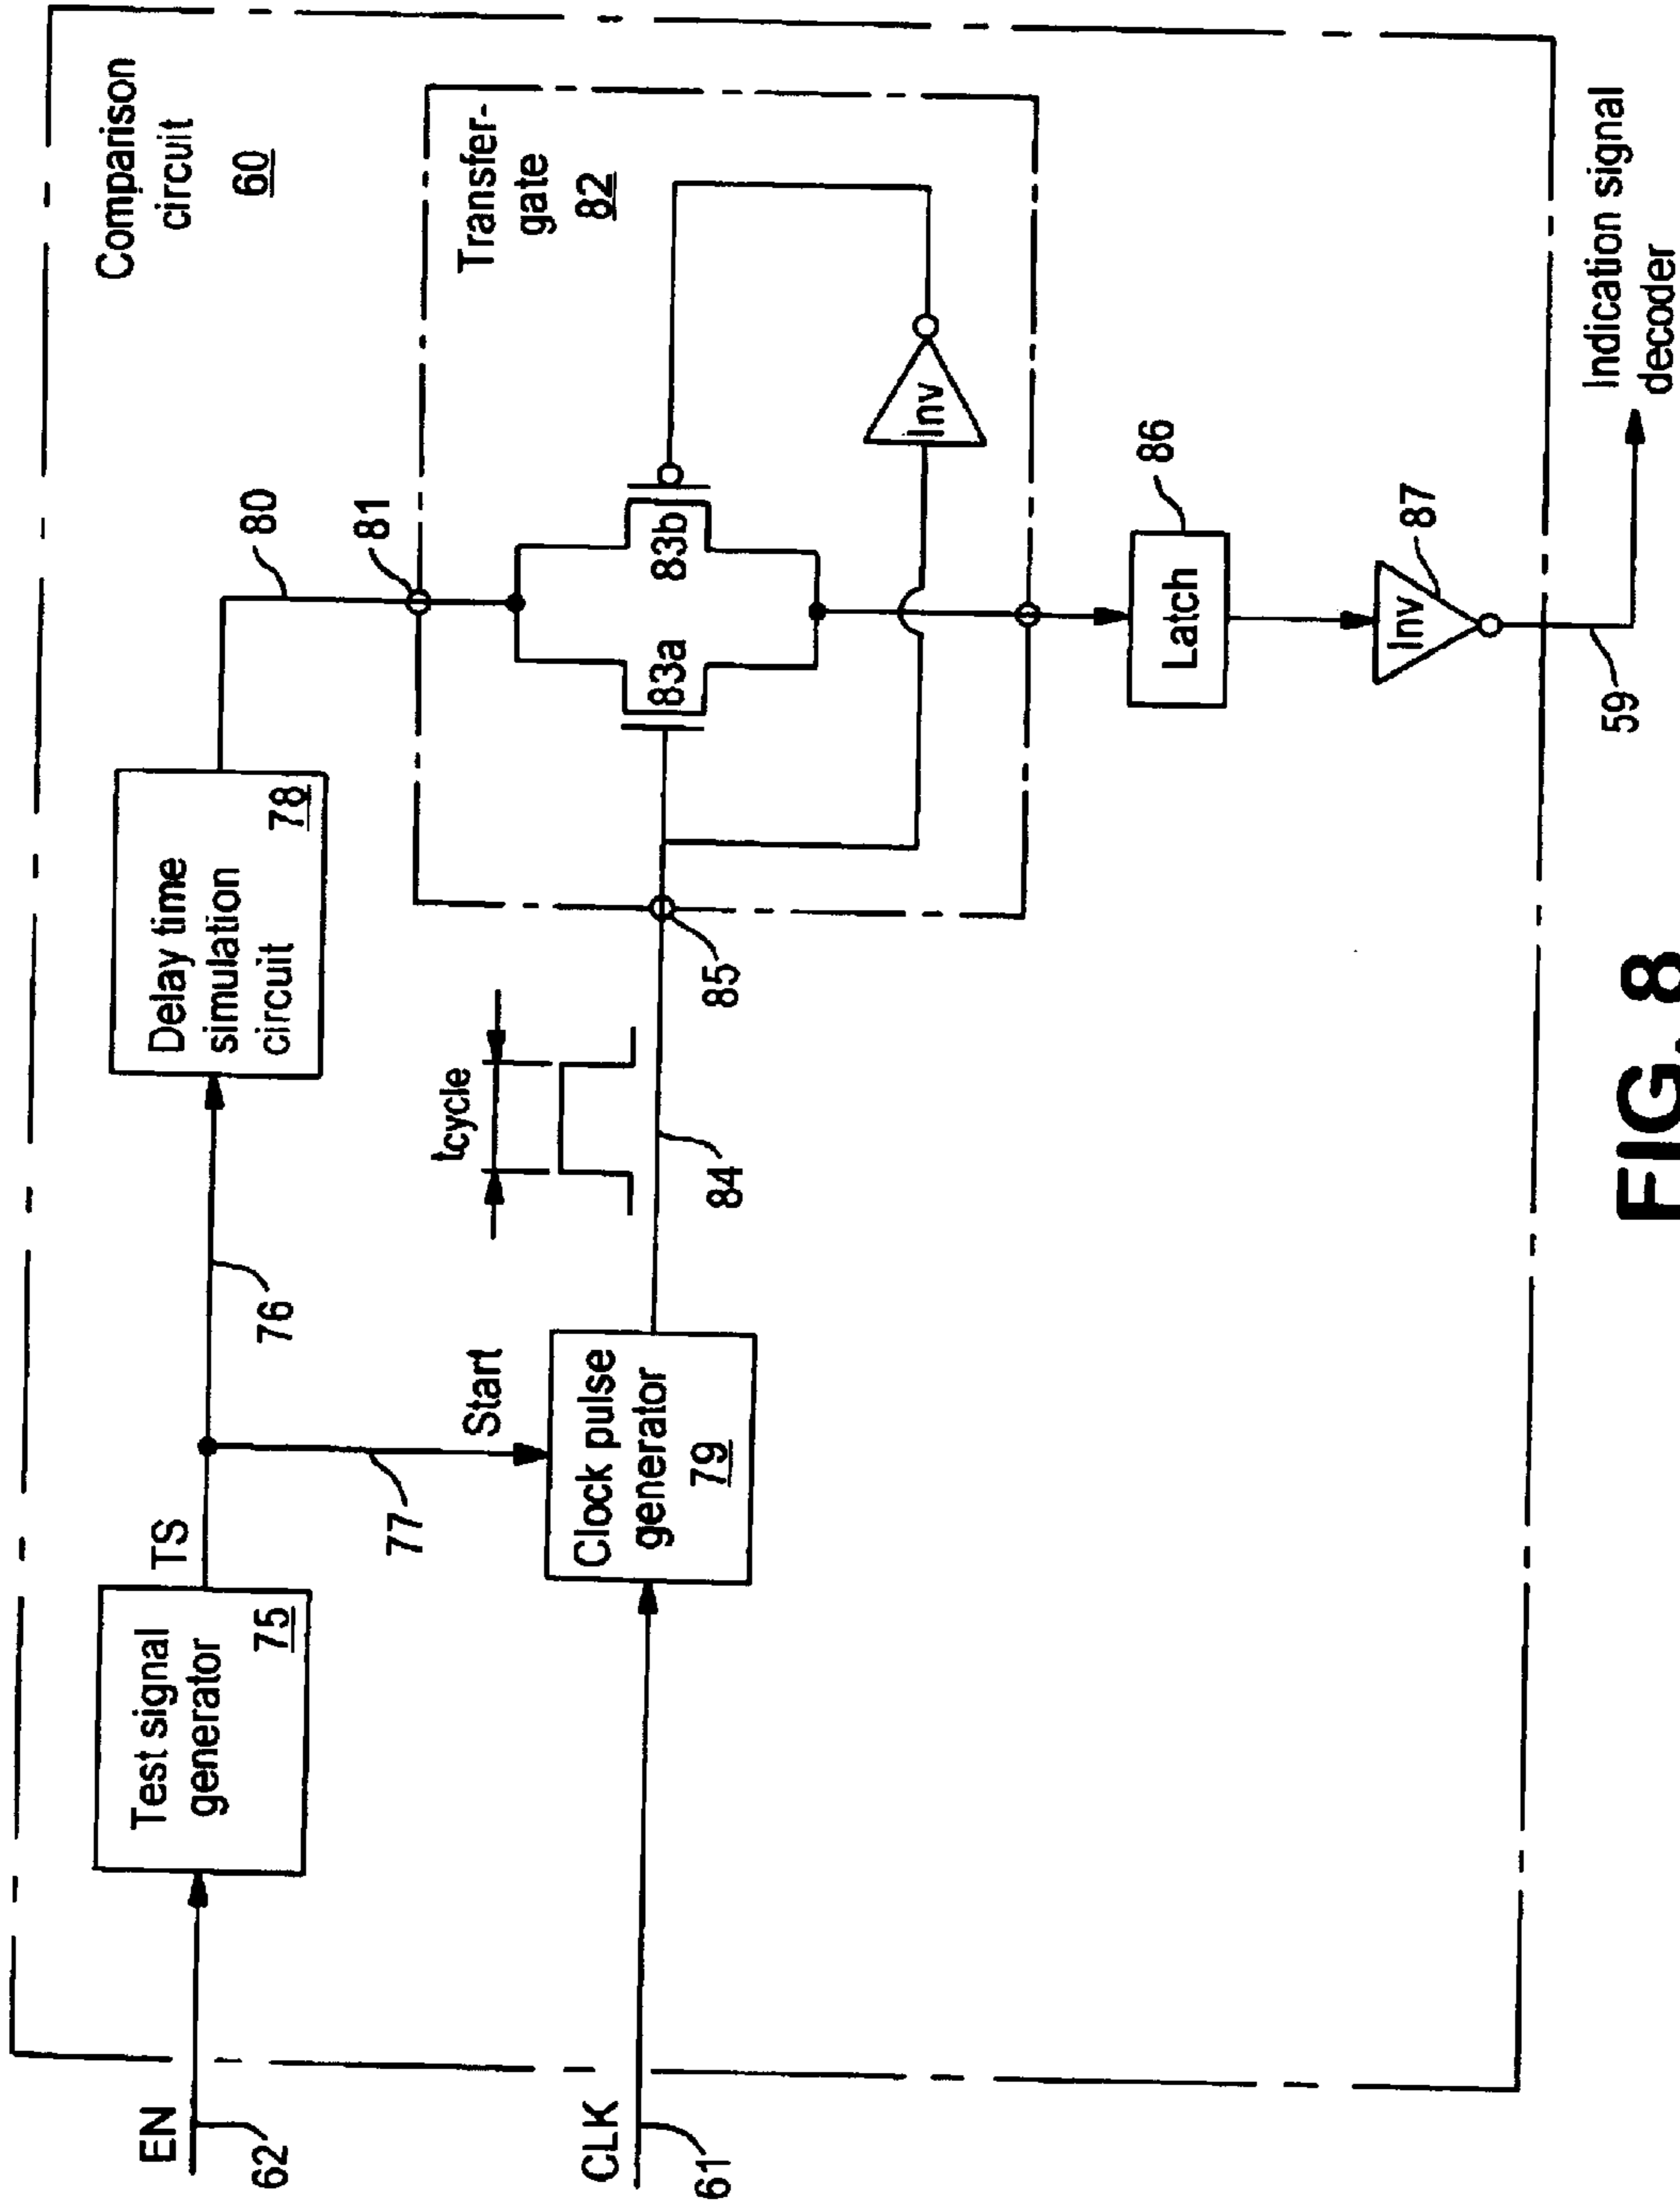 Comparison
circuit
60
EN
62
Test signal
generator
75
TS
76
77
Start
Delay time
simulation
circuit
78
80
81
CLK
61
Clock pulse
generator
79
tcycle
84
85
Transfer-
gate
82
83a
83b
Inv
Latch
86
Inv
87
59
Indication signal
decoder
FIG. 8